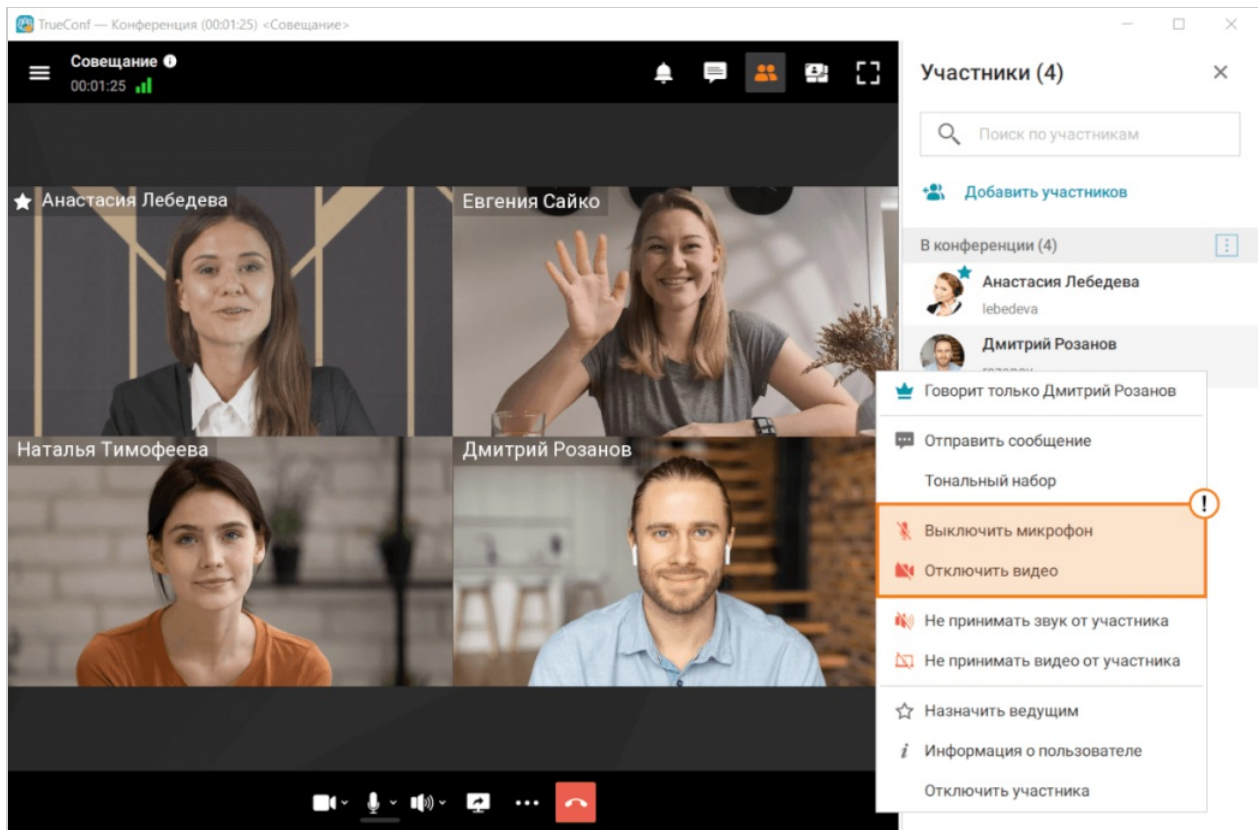 TrueConf — Конференция (00:01:25) <Совещание>
Совещание
00:01:25
Анастасия Лебедева
Евгения Сайко
Наталья Тимофеева
Дмитрий Розанов
Участники (4)
Поиск по участникам
Добавить участников
В конференции (4)
Анастасия Лебедева
lebedeva
Дмитрий Розанов
Говорит только Дмитрий Розанов
Отправить сообщение
Тональный набор
!
Выключить микрофон
Отключить видео
Не принимать звук от участника
Не принимать видео от участника
Назначить ведущим
Информация о пользователе
Отключить участника